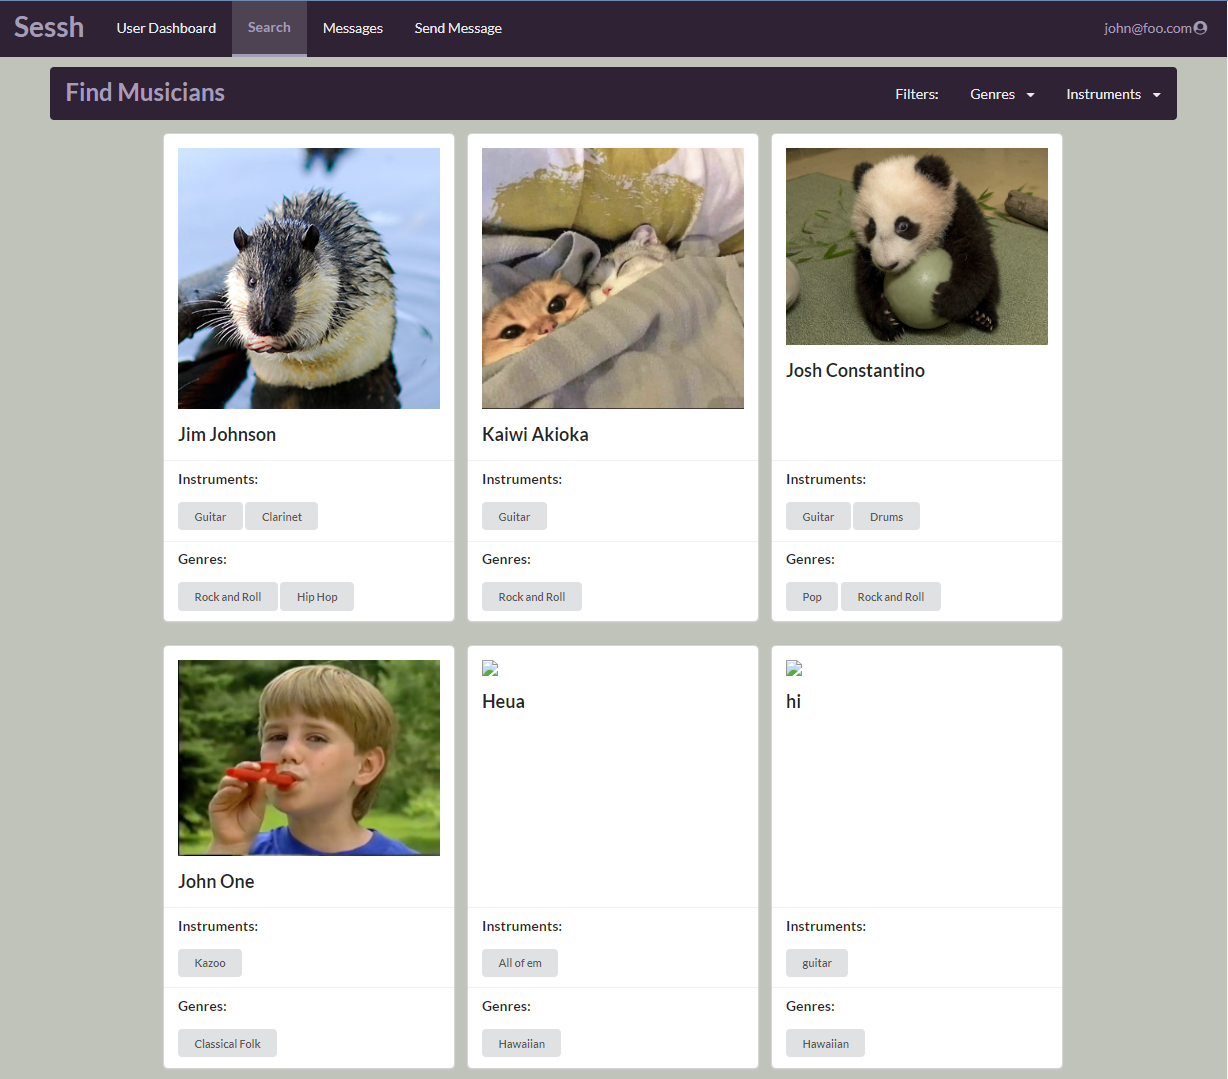 Sessh User Dashboard Search Messages Send Message john@foo.com
Find Musicians Filters: Genres Instruments
Jim Johnson
Instruments:
Guitar Clarinet
Genres:
Rock and Roll Hip Hop
Kaiwi Akioka
Instruments:
Guitar
Genres:
Rock and Roll
Josh Constantino
Instruments:
Guitar Drums
Genres:
Pop Rock and Roll
John One
Instruments:
Kazoo
Genres:
Classical Folk
Heua
Instruments:
All of em
Genres:
Hawaiian
hi
Instruments:
guitar
Genres:
Hawaiian